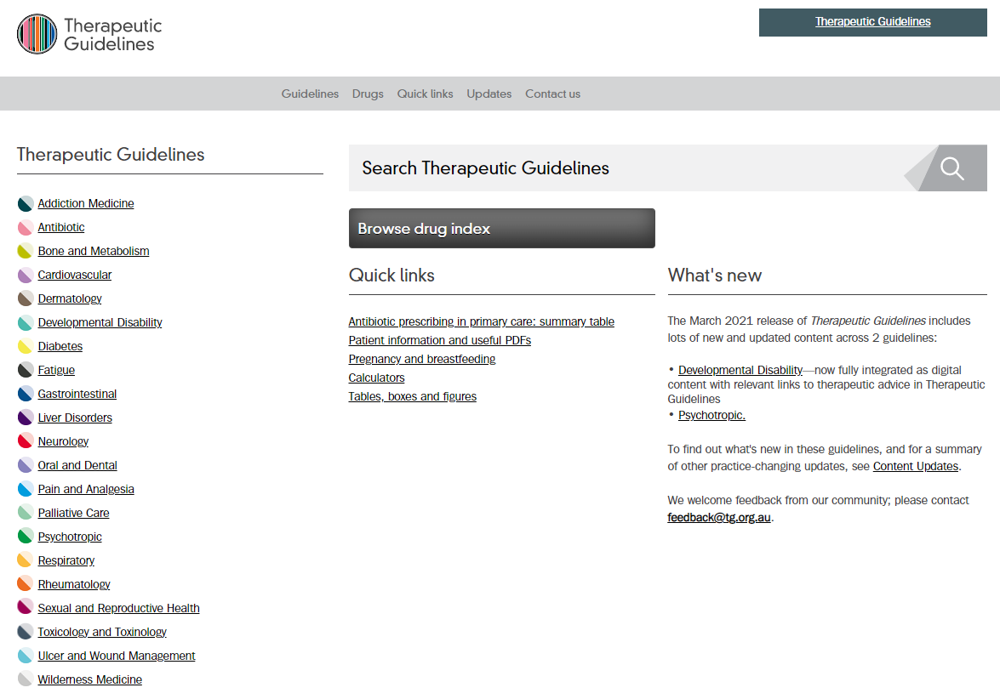 Therapeutic
Guidelines
Therapeutic Guidelines
Guidelines Drugs Quick links Updates Contact us
Therapeutic Guidelines
Addiction Medicine
Antibiotic
Bone and Metabolism
Cardiovascular
Dermatology
Developmental Disability
Diabetes
Fatigue
Gastrointestinal
Liver Disorders
Neurology
Oral and Dental
Pain and Analgesia
Palliative Care
Psychotropic
Respiratory
Rheumatology
Sexual and Reproductive Health
Toxicology and Toxinology
Ulcer and Wound Management
Wilderness Medicine
Search Therapeutic Guidelines
Browse drug index
Quick links
Antibiotic prescribing in primary care: summary table
Patient information and useful PDFs
Pregnancy and breastfeeding
Calculators
Tables, boxes and figures
What's new
The March 2021 release of Therapeutic Guidelines includes
lots of new and updated content across 2 guidelines:
• Developmental Disability—now fully integrated as digital
content with relevant links to therapeutic advice in Therapeutic
Guidelines
• Psychotropic.
To find out what's new in these guidelines, and for a summary
of other practice-changing updates, see Content Updates.
We welcome feedback from our community; please contact
feedback@tg.org.au.